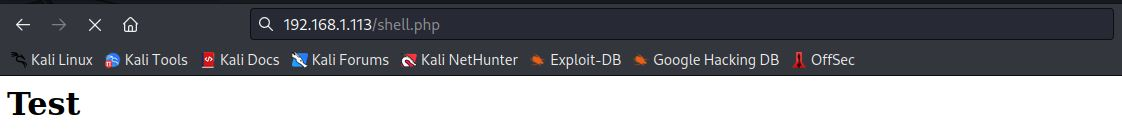 192.168.1.113/shell.php
Kali Linux Kali Tools Kali Docs Kali Forums Kali NetHunter Exploit-DB Google Hacking DB OffSec
Test